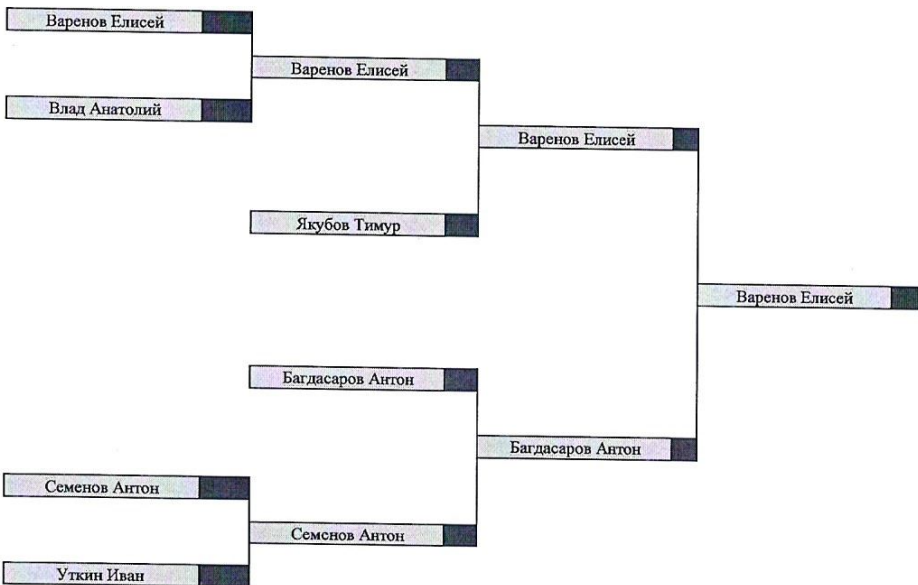 Варенов Елисей
Варенов Елисей
Влад Анатолий
Варенов Елисей
Якубов Тимур
Варенов Елисей
Багдасаров Антон
Багдасаров Антон
Семенов Антон
Семенов Антон
Уткин Иван